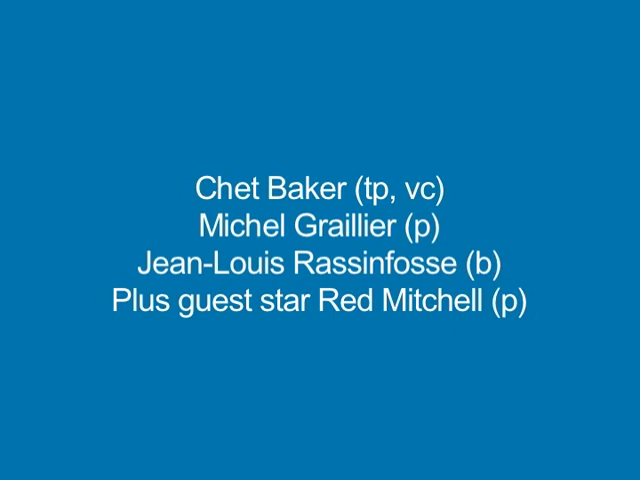 Chet Baker (tp, vc)
Michel Graillier (p)
Jean-Louis Rassinfosse (b)
Plus guest star Red Mitchell (p)